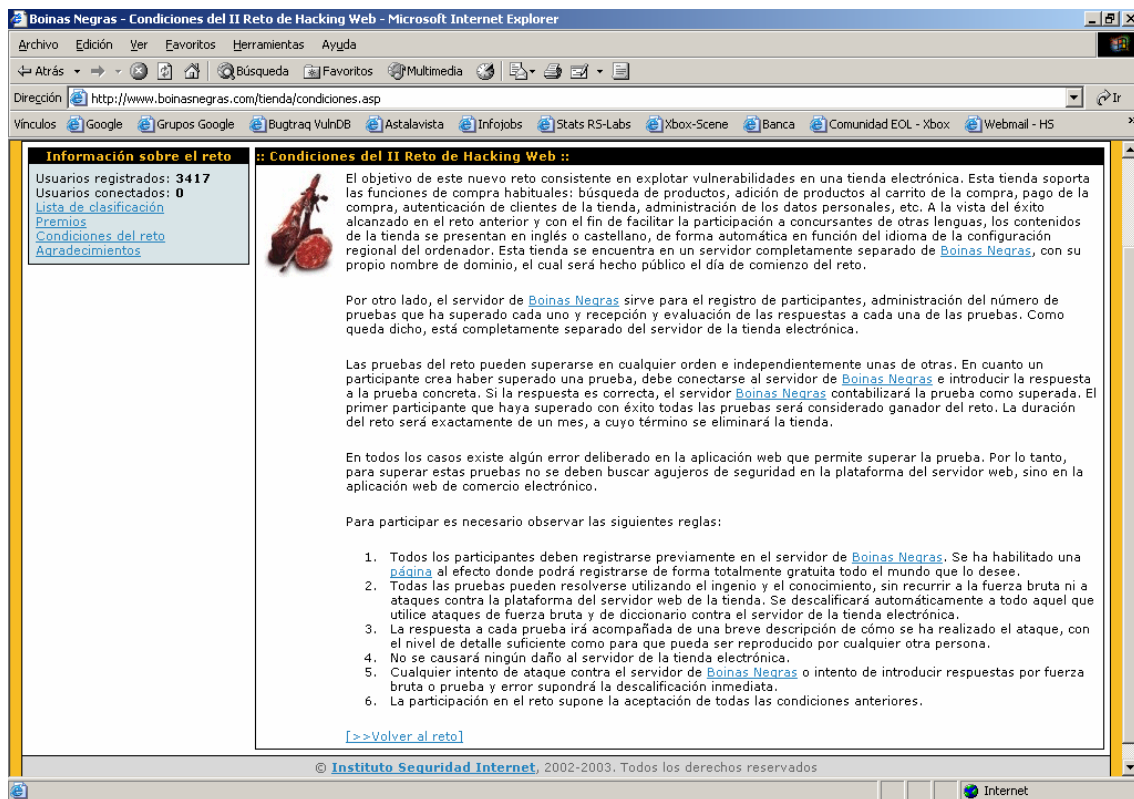 Boinas Negras - Condiciones del II Reto de Hacking Web - Microsoft Internet Explorer
Archivo Edición Ver Favoritos Herramientas Ayuda
Atrás Búsqueda Favoritos Multimedia
Dirección http://www.boinasnegras.com/tienda/condiciones.asp Ir
Vínculos Google Grupos Google Bugtraq VulnDB Astalavista Infojobs Stats RS-Labs Xbox-Scene Banca Comunidad EOL - Xbox Webmail - HS »
Información sobre el reto
Usuarios registrados: 3417
Usuarios conectados: 0
Lista de clasificación
Premios
Condiciones del reto
Agradecimientos
:: Condiciones del II Reto de Hacking Web ::
El objetivo de este nuevo reto consiste en explotar vulnerabilidades en una tienda electrónica. Esta tienda soporta
las funciones de compra habituales: búsqueda de productos, adición de productos al carrito de la compra, pago de la
compra, autenticación de clientes de la tienda, administración de los datos personales, etc. A la vista del éxito
alcanzado en el reto anterior y con el fin de facilitar la participación a concursantes de otras lenguas, los contenidos
de la tienda se presentan en inglés o castellano, de forma automática en función del idioma de la configuración
regional del ordenador. Esta tienda se encuentra en un servidor completamente separado de Boinas Negras, con su
propio nombre de dominio, el cual será hecho público el día de comienzo del reto.
Por otro lado, el servidor de Boinas Negras sirve para el registro de participantes, administración del número de
pruebas que ha superado cada uno y recepción y evaluación de las respuestas a cada una de las pruebas. Como
queda dicho, está completamente separado del servidor de la tienda electrónica.
Las pruebas del reto pueden superarse en cualquier orden e independientemente unas de otras. En cuanto un
participante crea haber superado una prueba, debe conectarse al servidor de Boinas Negras e introducir la respuesta
a la prueba concreta. Si la respuesta es correcta, el servidor Boinas Negras contabilizará la prueba como superada. El
primer participante que haya superado con éxito todas las pruebas será considerado ganador del reto. La duración
del reto será exactamente de un mes, a cuyo término se eliminará la tienda.
En todos los casos existe algún error deliberado en la aplicación web que permite superar la prueba. Por lo tanto,
para superar estas pruebas no se deben buscar agujeros de seguridad en la plataforma del servidor web, sino en la
aplicación web de comercio electrónico.
Para participar es necesario observar las siguientes reglas:
1. Todos los participantes deben registrarse previamente en el servidor de Boinas Negras. Se ha habilitado una
página al efecto donde podrá registrarse de forma totalmente gratuita todo el mundo que lo desee.
2. Todas las pruebas pueden resolverse utilizando el ingenio y el conocimiento, sin recurrir a la fuerza bruta ni a
ataques contra la plataforma del servidor web de la tienda. Se descalificará automáticamente a todo aquel que
utilice ataques de fuerza bruta y de diccionario contra el servidor de la tienda electrónica.
3. La respuesta a cada prueba irá acompañada de una breve descripción de cómo se ha realizado el ataque, con
el nivel de detalle suficiente como para que pueda ser reproducido por cualquier otra persona.
4. No se causará ningún daño al servidor de la tienda electrónica.
5. Cualquier intento de ataque contra el servidor de Boinas Negras o intento de introducir respuestas por fuerza
bruta o prueba y error supondrá la descalificación inmediata.
6. La participación en el reto supone la aceptación de todas las condiciones anteriores.
[>>Volver al reto]
© Instituto Seguridad Internet, 2002-2003. Todos los derechos reservados
Internet